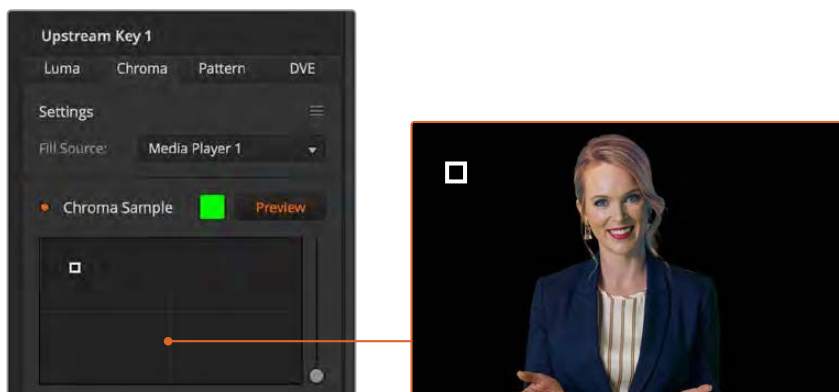 Upstream Key 1
Luma Chroma Pattern DVE
Settings
Fill Source: Media Player 1
Chroma Sample Preview